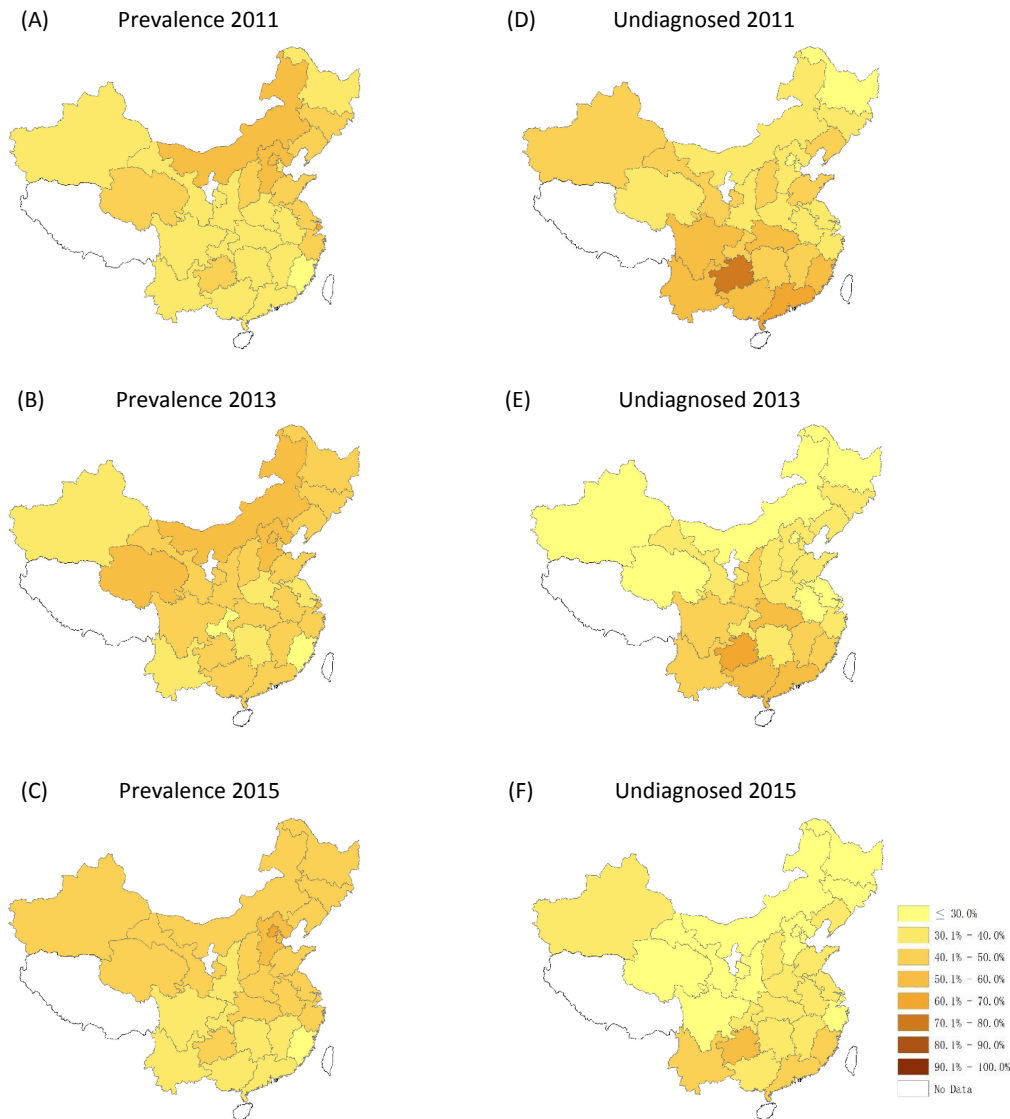 (A) Prevalence 2011
(D) Undiagnosed 2011
(B) Prevalence 2013
(E) Undiagnosed 2013
(C) Prevalence 2015
(F) Undiagnosed 2015
≤ 30.0%
30.1% - 40.0%
40.1% - 50.0%
50.1% - 60.0%
60.1% - 70.0%
70.1% - 80.0%
80.1% - 90.0%
90.1% - 100.0%
No Data